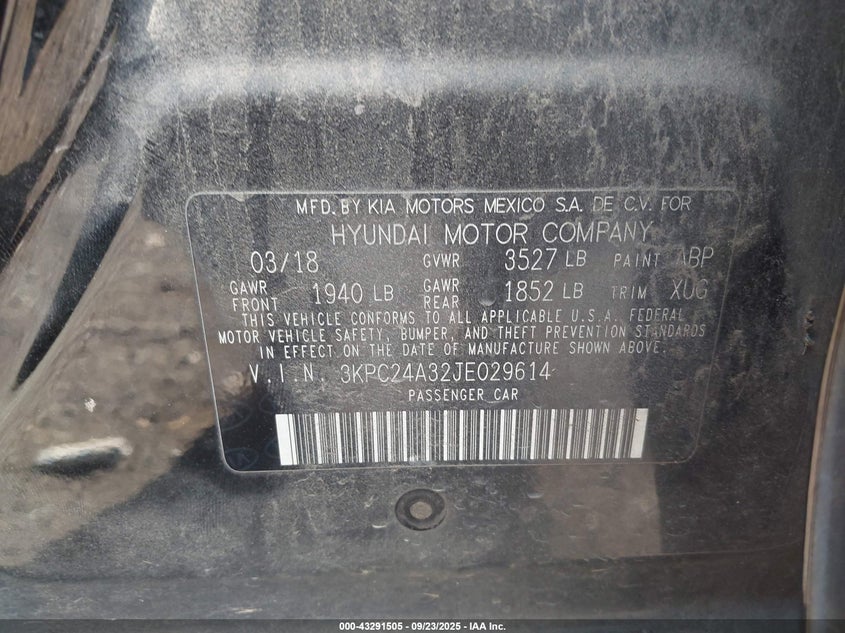 MFD. BY KIA MOTORS MEXICO S.A. DE C.V. FOR
HYUNDAI MOTOR COMPANY
03/18 GVWR 3527 LB PAINT ABP
GAWR FRONT 1940 LB GAWR REAR 1852 LB TRIM XUG
THIS VEHICLE CONFORMS TO ALL APPLICABLE U.S.A. FEDERAL
MOTOR VEHICLE SAFETY, BUMPER, AND THEFT PREVENTION STANDARDS
IN EFFECT ON THE DATE OF MANUFACTURE SHOWN ABOVE.
V.I.N. 3KPC24A32JE029614
PASSENGER CAR
000-43291505 - 09/23/2025 - IAA Inc.